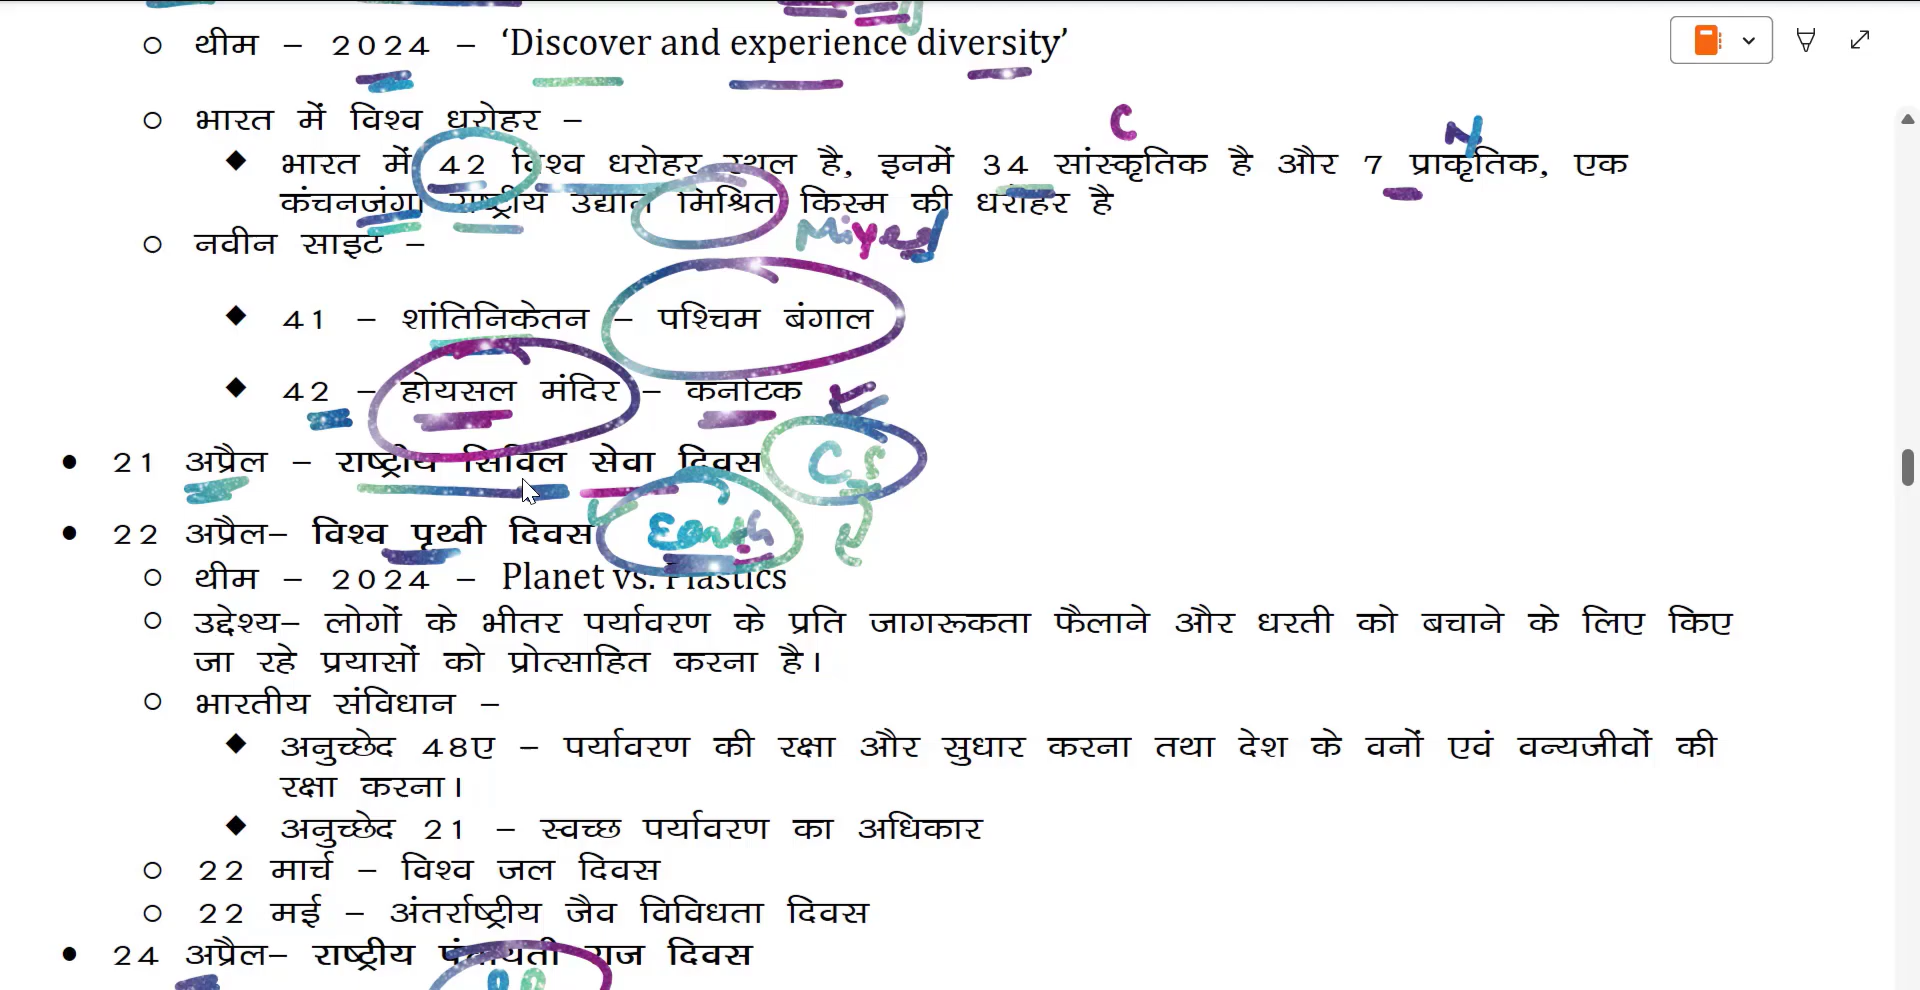 ○ थीम – 2024 – ‘Discover and experience diversity’
○ भारत में विश्व धरोहर –
C N
◆ भारत में 42 विश्व धरोहर स्थल है, इनमें 34 सांस्कृतिक है और 7 प्राकृतिक, एक
कंचनजंगा राष्ट्रीय उद्यान मिश्रित किस्म की धरोहर है
○ नवीन साइट –
◆ 41 – शांतिनिकेतन – पश्चिम बंगाल
◆ 42 – होयसल मंदिर – कर्नाटक
● 21 अप्रैल – राष्ट्रीय सिविल सेवा दिवस
● 22 अप्रैल– विश्व पृथ्वी दिवस Earth
○ थीम – 2024 – Planet vs. Plastics
○ उद्देश्य– लोगों के भीतर पर्यावरण के प्रति जागरूकता फैलाने और धरती को बचाने के लिए किए
जा रहे प्रयासों को प्रोत्साहित करना है।
○ भारतीय संविधान –
◆ अनुच्छेद 48ए – पर्यावरण की रक्षा और सुधार करना तथा देश के वनों एवं वन्यजीवों की
रक्षा करना।
◆ अनुच्छेद 21 – स्वच्छ पर्यावरण का अधिकार
○ 22 मार्च – विश्व जल दिवस
○ 22 मई – अंतर्राष्ट्रीय जैव विविधता दिवस
● 24 अप्रैल– राष्ट्रीय पंचायती राज दिवस